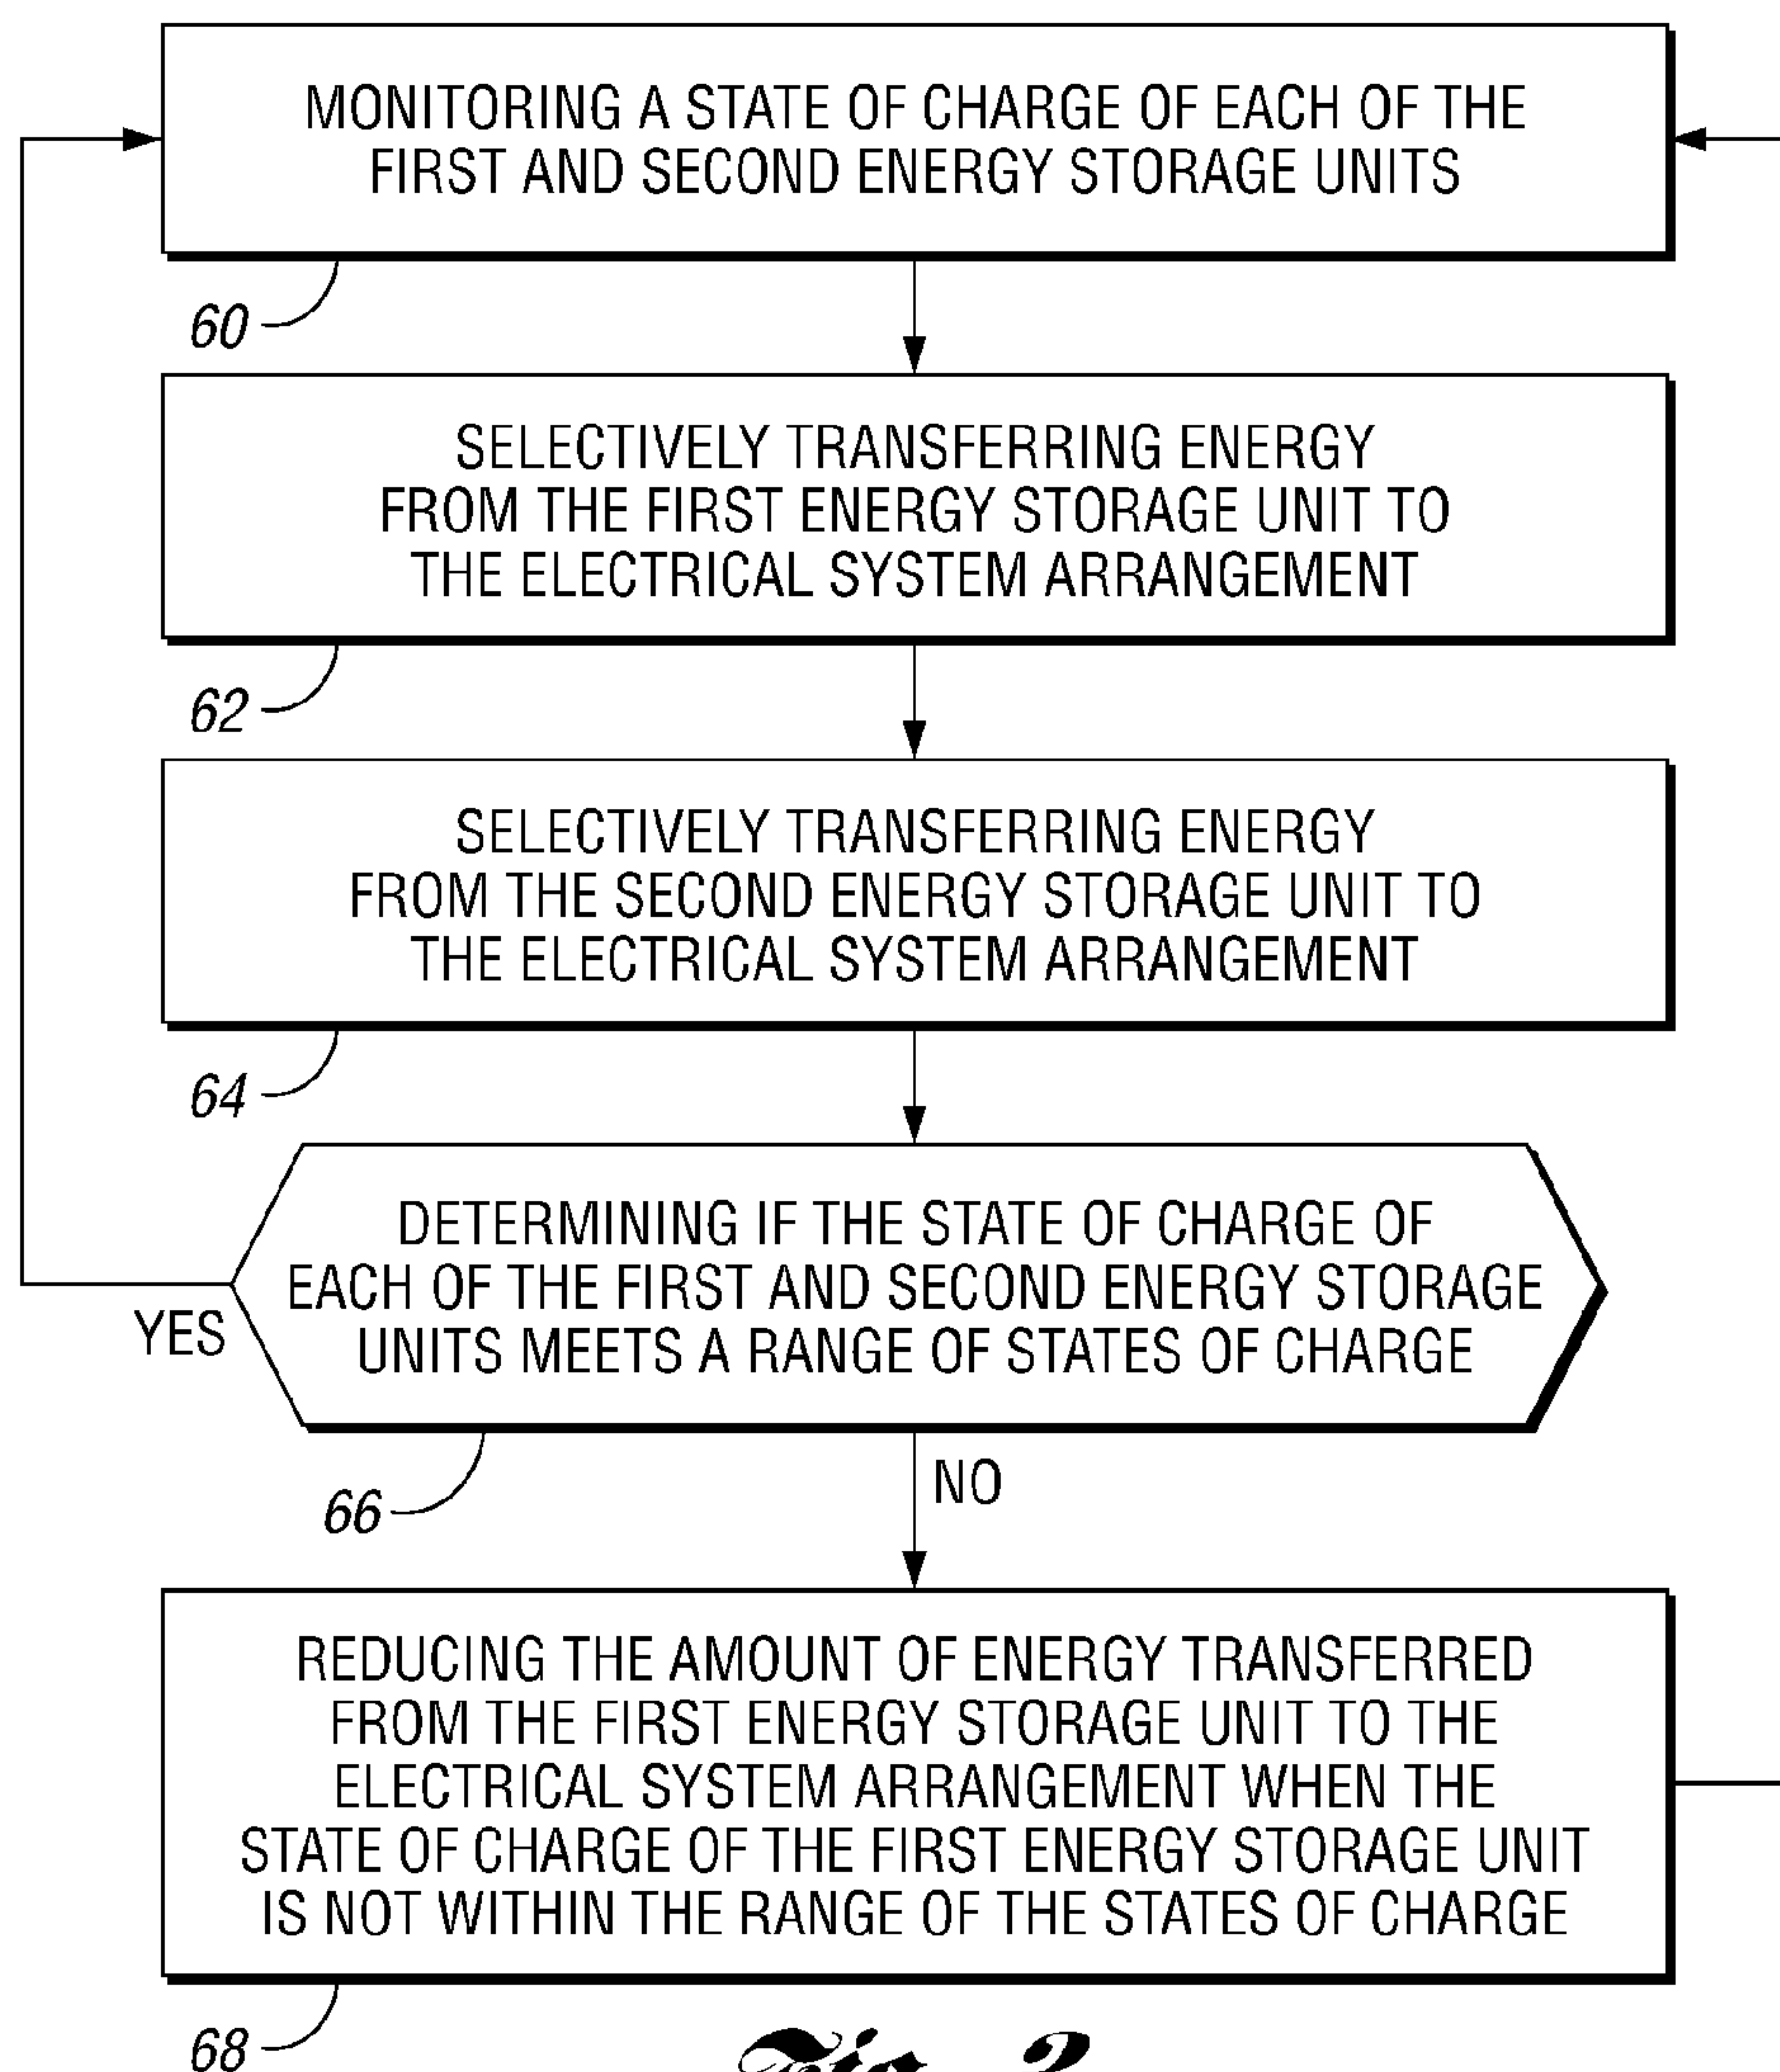 MONITORING A STATE OF CHARGE OF EACH OF THE
FIRST AND SECOND ENERGY STORAGE UNITS
60
SELECTIVELY TRANSFERRING ENERGY
FROM THE FIRST ENERGY STORAGE UNIT TO
THE ELECTRICAL SYSTEM ARRANGEMENT
62
SELECTIVELY TRANSFERRING ENERGY
FROM THE SECOND ENERGY STORAGE UNIT TO
THE ELECTRICAL SYSTEM ARRANGEMENT
64
DETERMINING IF THE STATE OF CHARGE OF
EACH OF THE FIRST AND SECOND ENERGY STORAGE
UNITS MEETS A RANGE OF STATES OF CHARGE
YES
66
NO
REDUCING THE AMOUNT OF ENERGY TRANSFERRED
FROM THE FIRST ENERGY STORAGE UNIT TO THE
ELECTRICAL SYSTEM ARRANGEMENT WHEN THE
STATE OF CHARGE OF THE FIRST ENERGY STORAGE UNIT
IS NOT WITHIN THE RANGE OF THE STATES OF CHARGE
68